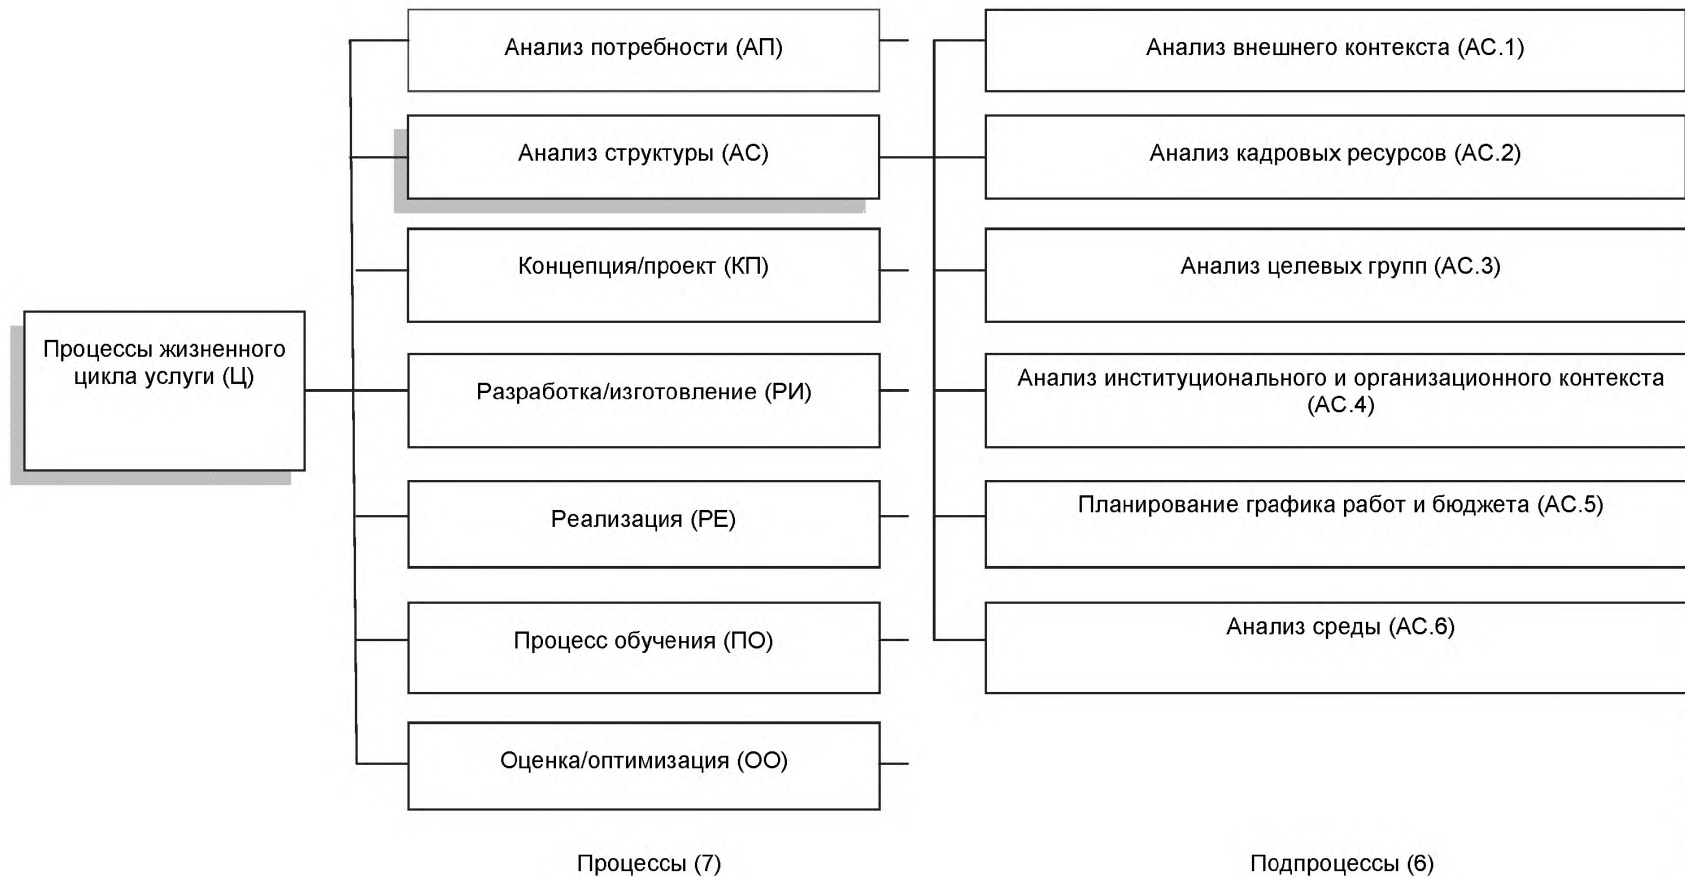 Процессы жизненного
цикла услуги (Ц)
Анализ потребности (АП)
Анализ структуры (АС)
Концепция/проект (КП)
Разработка/изготовление (РИ)
Реализация (РЕ)
Процесс обучения (ПО)
Оценка/оптимизация (ОО)
Процессы (7)
Анализ внешнего контекста (АС.1)
Анализ кадровых ресурсов (АС.2)
Анализ целевых групп (АС.3)
Анализ институционального и организационного контекста
(АС.4)
Планирование графика работ и бюджета (АС.5)
Анализ среды (АС.6)
Подпроцессы (6)